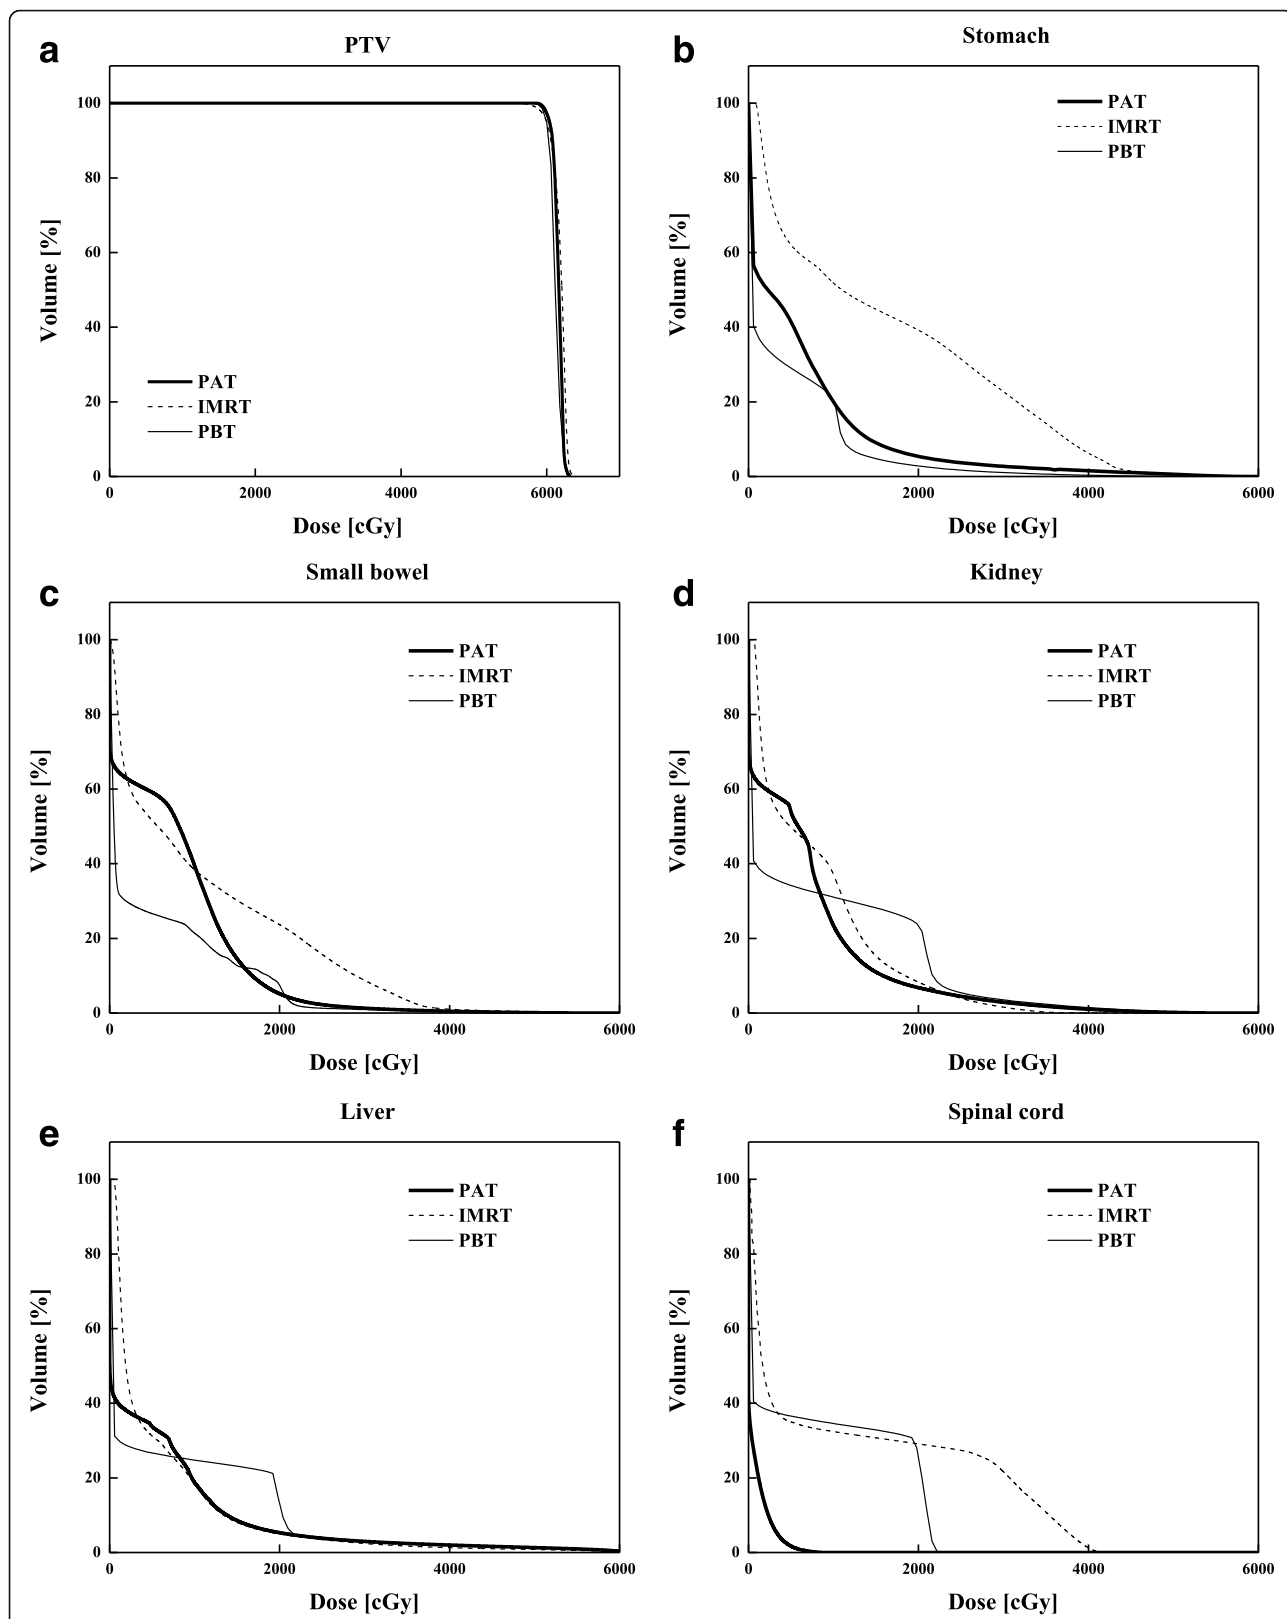 a
PTV
100
80
60
40
20
0
Volume [%]
PAT
IMRT
PBT
0 2000 4000 6000
Dose [cGy]
b
Stomach
100
80
60
40
20
0
Volume [%]
PAT
IMRT
PBT
0 2000 4000 6000
Dose [cGy]
c
Small bowel
100
80
60
40
20
0
Volume [%]
PAT
IMRT
PBT
0 2000 4000 6000
Dose [cGy]
d
Kidney
100
80
60
40
20
0
Volume [%]
PAT
IMRT
PBT
0 2000 4000 6000
Dose [cGy]
e
Liver
100
80
60
40
20
0
Volume [%]
PAT
IMRT
PBT
0 2000 4000 6000
Dose [cGy]
f
Spinal cord
100
80
60
40
20
0
Volume [%]
PAT
IMRT
PBT
0 2000 4000 6000
Dose [cGy]